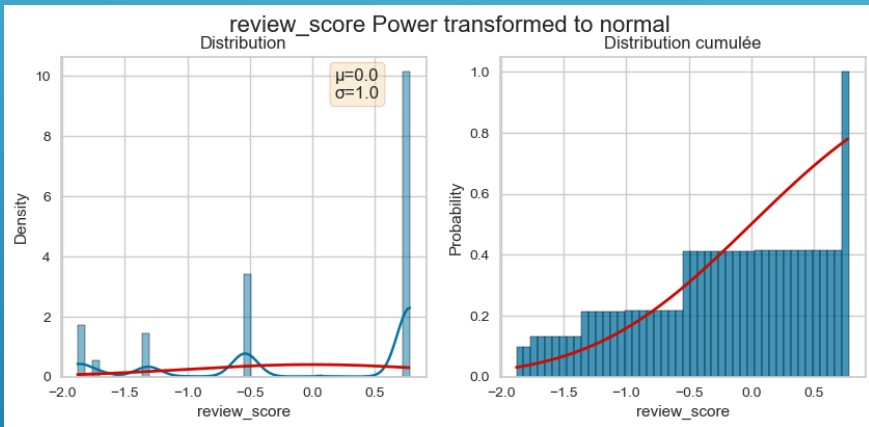 review_score Power transformed to normal
Distribution
μ=0.0
σ=1.0
10
8
6
4
2
0
Density
−2.0 −1.5 −1.0 −0.5 0.0 0.5
review_score
Distribution cumulée
1.0
0.8
0.6
0.4
0.2
0.0
Probability
−2.0 −1.5 −1.0 −0.5 0.0 0.5
review_score